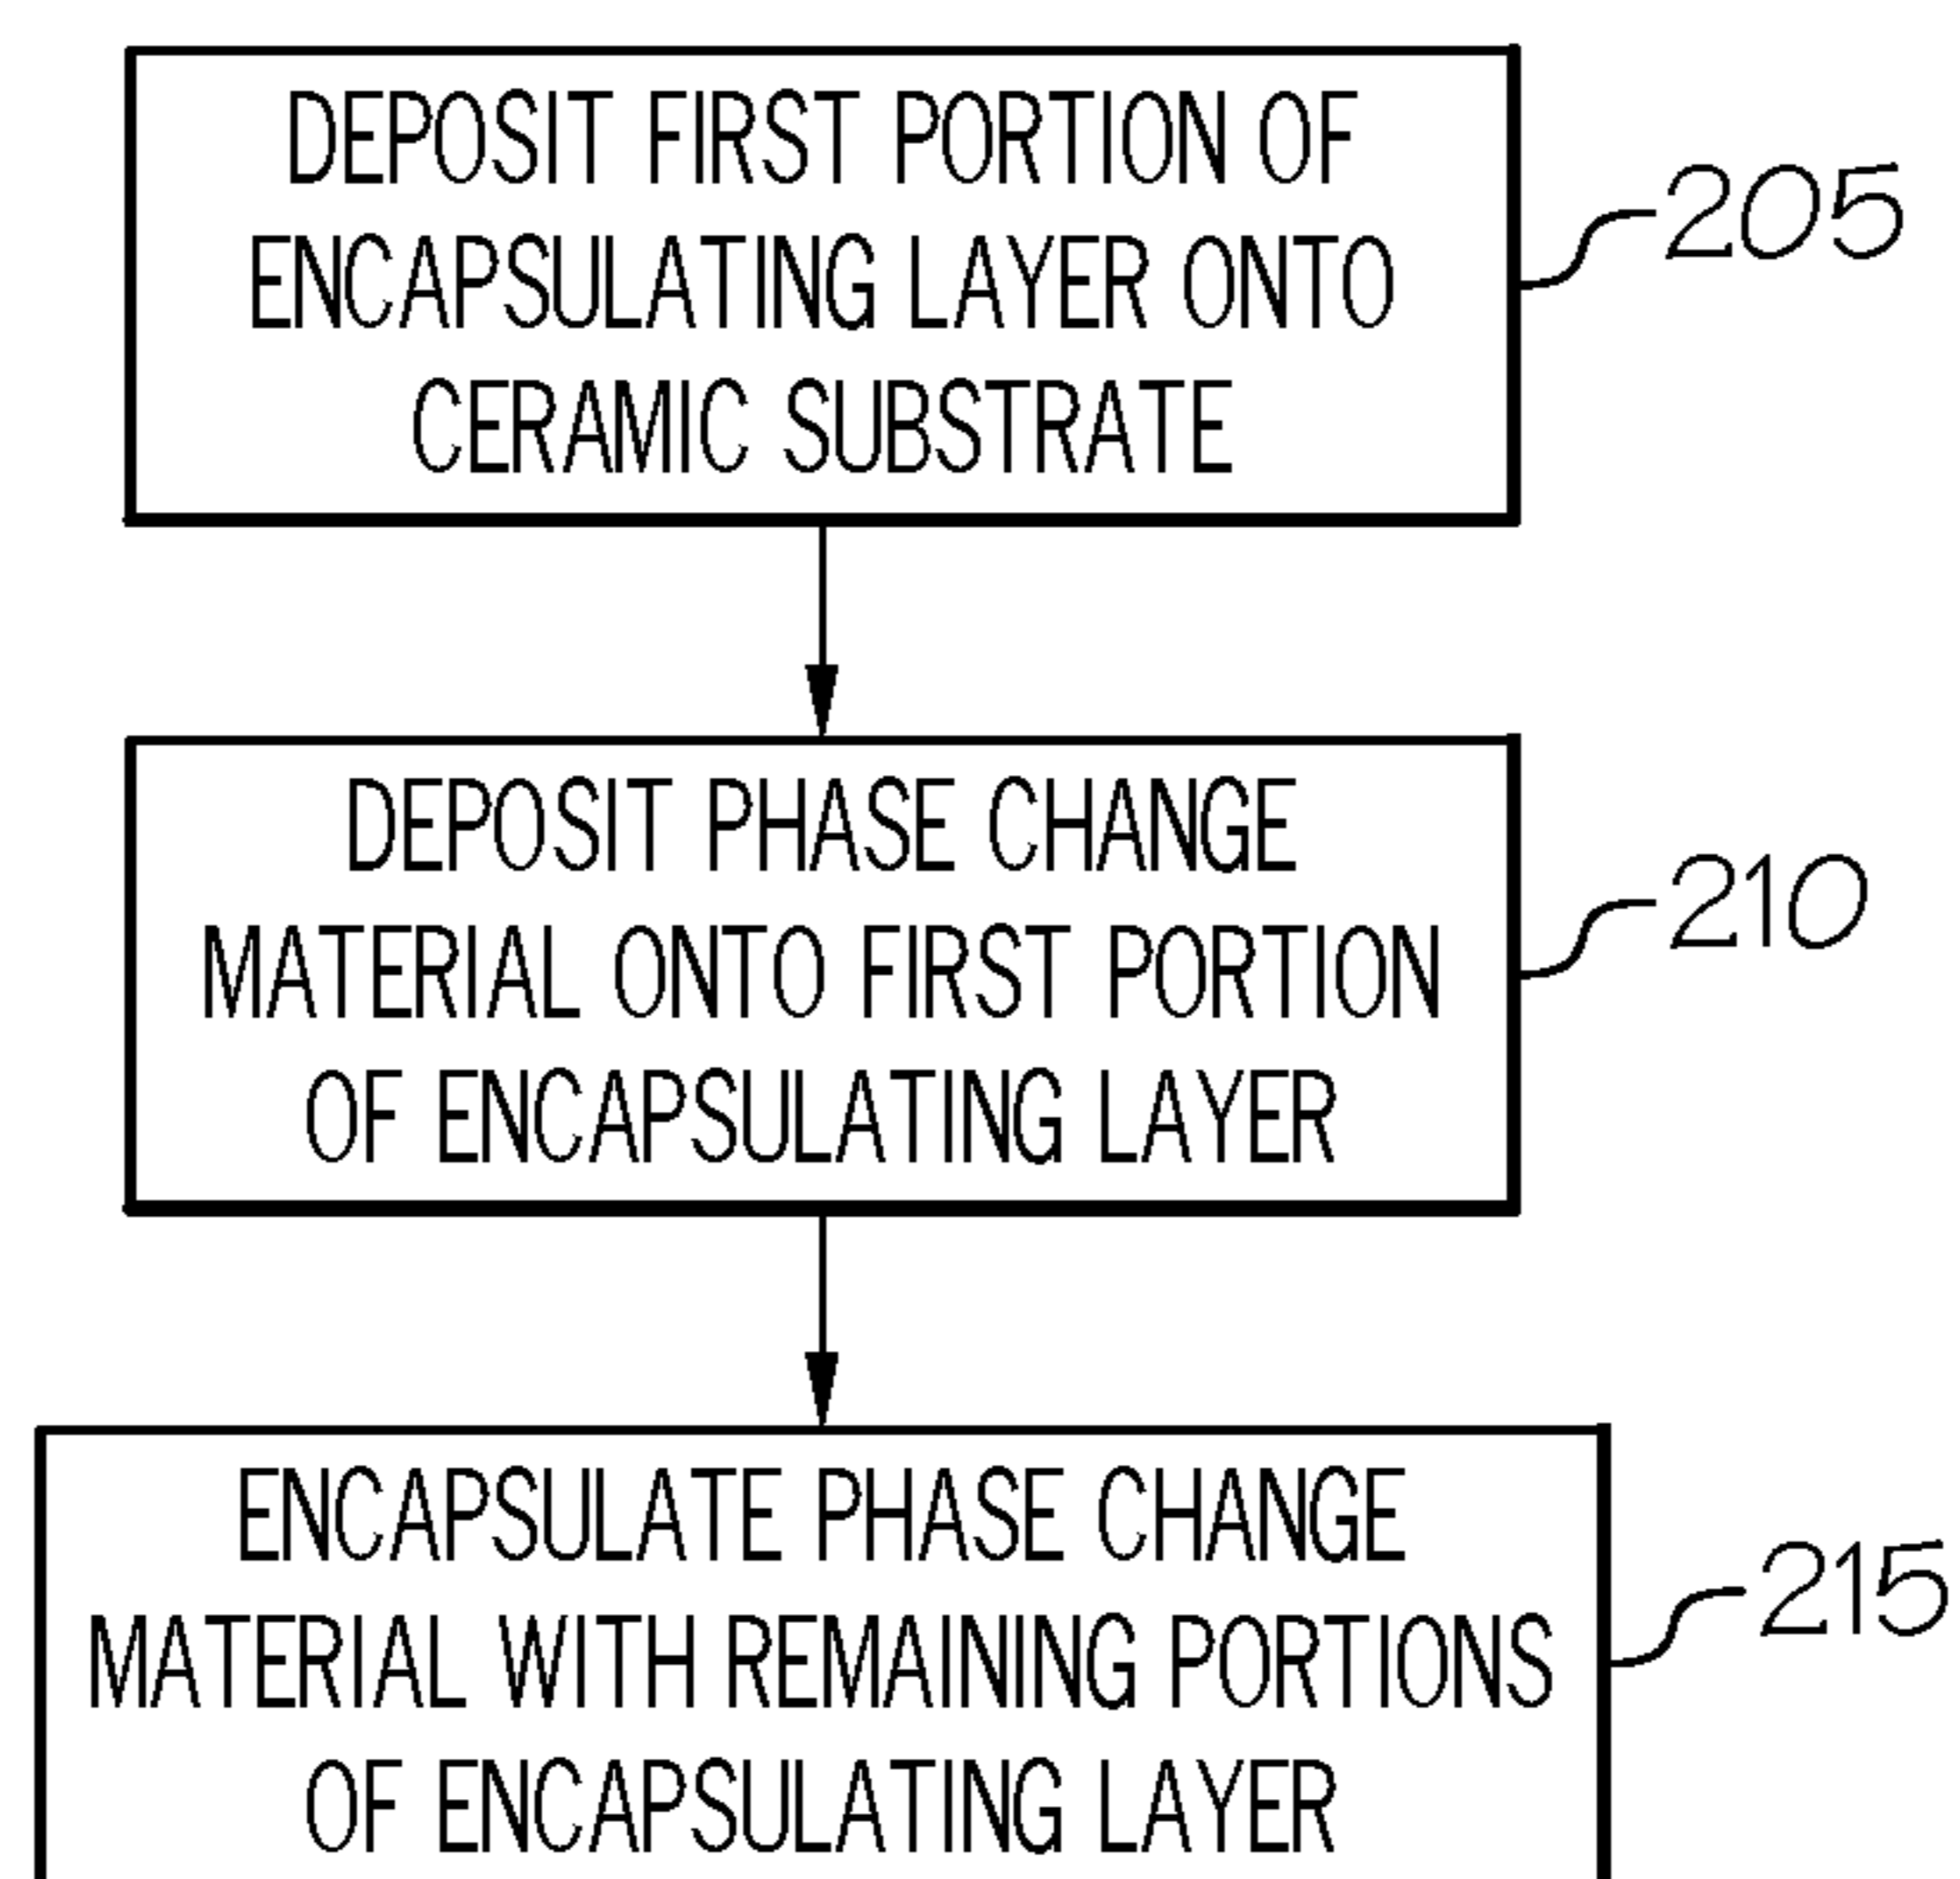 DEPOSIT FIRST PORTION OF
ENCAPSULATING LAYER ONTO
CERAMIC SUBSTRATE
205
DEPOSIT PHASE CHANGE
MATERIAL ONTO FIRST PORTION
OF ENCAPSULATING LAYER
210
ENCAPSULATE PHASE CHANGE
MATERIAL WITH REMAINING PORTIONS
OF ENCAPSULATING LAYER
215